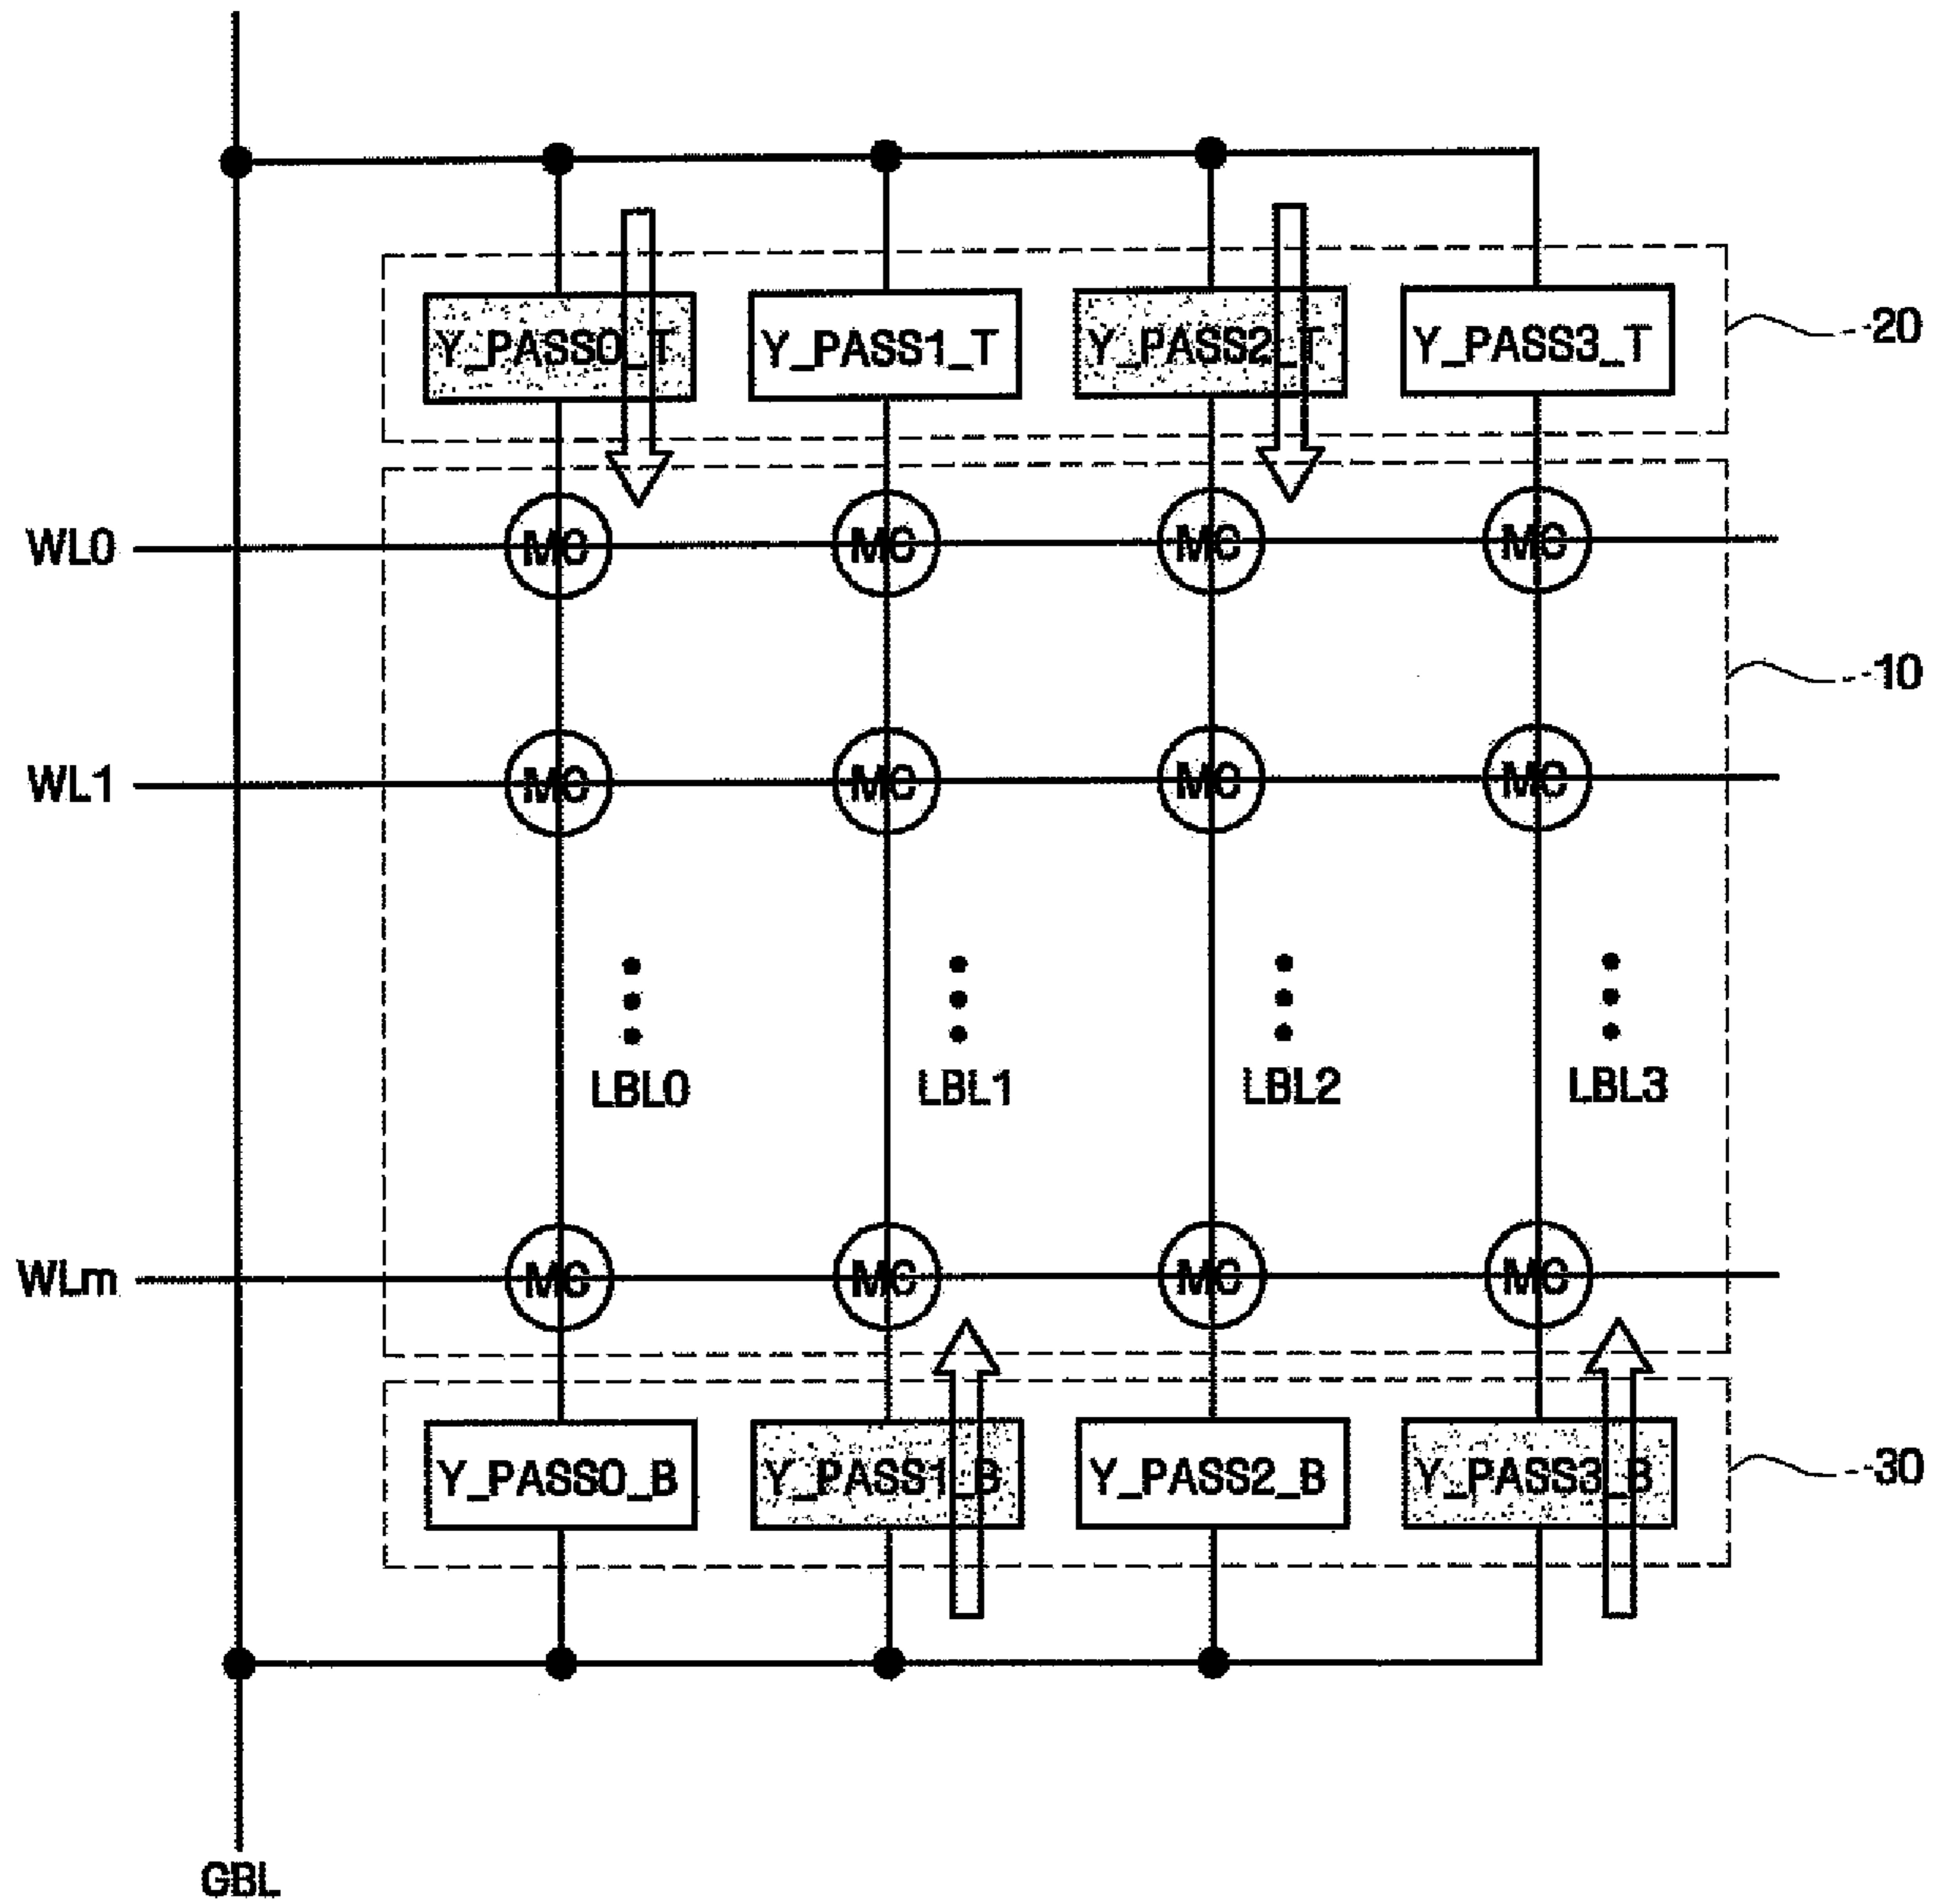 Y_PASS0_T Y_PASS1_T Y_PASS2_T Y_PASS3_T 20
WL0 MC MC MC MC
10
WL1 MC MC MC MC
LBL0 LBL1 LBL2 LBL3
WLm MC MC MC MC
Y_PASS0_B Y_PASS1_B Y_PASS2_B Y_PASS3_B 30
GBL